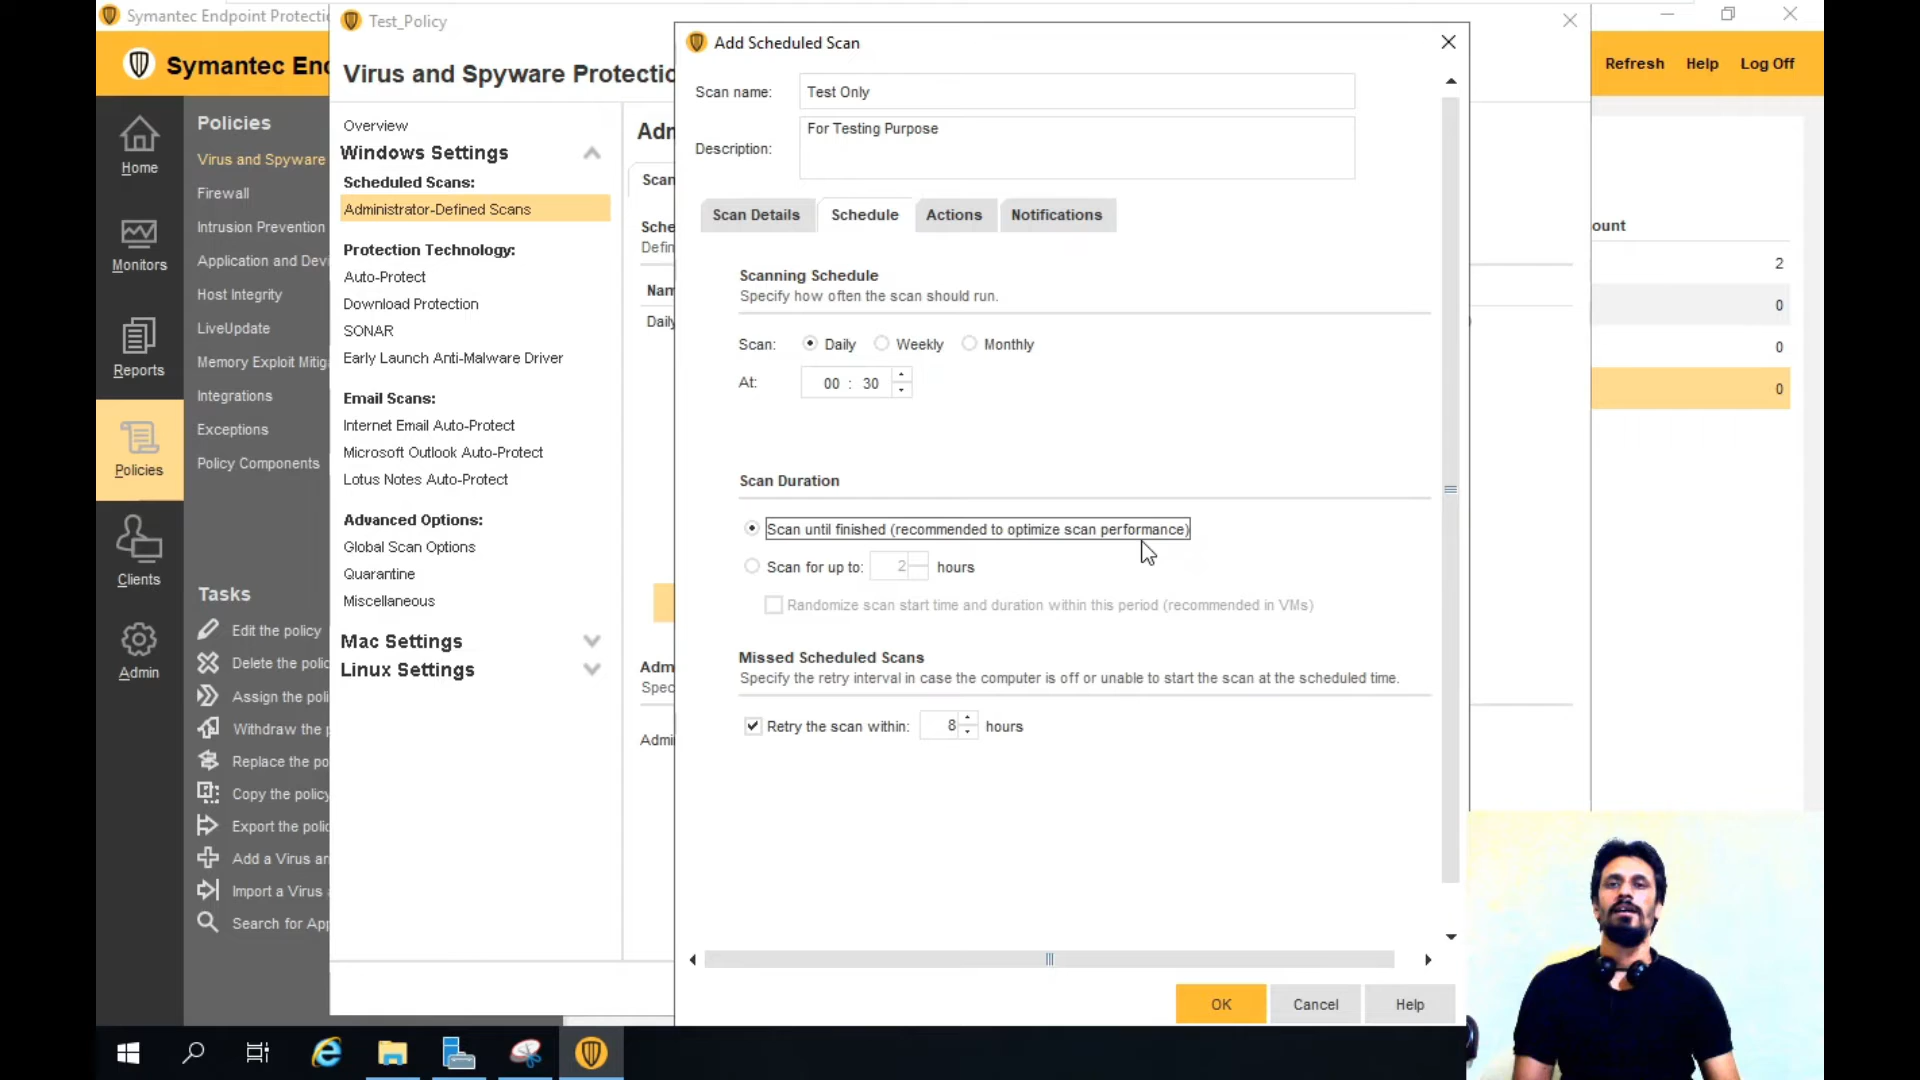 Symantec Endpoint Protecti
Test_Policy
Add Scheduled Scan
Symantec End
Refresh
Help
Log Off
Virus and Spyware Protectic
Scan name:
Test Only
Description:
For Testing Purpose
Home
Monitors
Reports
Policies
Clients
Admin
Policies
Virus and Spyware
Firewall
Intrusion Prevention
Application and Devi
Host Integrity
LiveUpdate
Memory Exploit Mitig
Integrations
Exceptions
Policy Components
Tasks
Edit the policy
Delete the polic
Assign the poli
Withdraw the p
Replace the po
Copy the policy
Export the polic
Add a Virus an
Import a Virus a
Search for App
Overview
Windows Settings
Scheduled Scans:
Administrator-Defined Scans
Protection Technology:
Auto-Protect
Download Protection
SONAR
Early Launch Anti-Malware Driver
Email Scans:
Internet Email Auto-Protect
Microsoft Outlook Auto-Protect
Lotus Notes Auto-Protect
Advanced Options:
Global Scan Options
Quarantine
Miscellaneous
Mac Settings
Linux Settings
Adn
Scan
Sche
Defin
Nam
Daily
Adm
Spec
Admi
Scan Details
Schedule
Actions
Notifications
Scanning Schedule
Specify how often the scan should run.
Scan:
Daily
Weekly
Monthly
At:
00 : 30
Scan Duration
Scan until finished (recommended to optimize scan performance)
Scan for up to:
2
hours
Randomize scan start time and duration within this period (recommended in VMs)
Missed Scheduled Scans
Specify the retry interval in case the computer is off or unable to start the scan at the scheduled time.
Retry the scan within:
8
hours
OK
Cancel
Help
ount
2
0
0
0